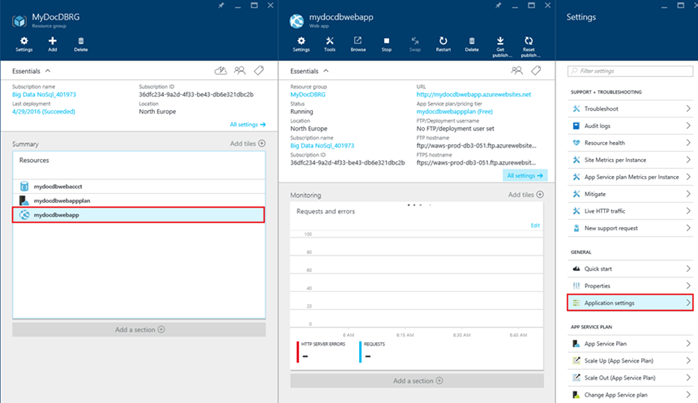 MyDocDBRG
Resource group
Settings
Add
Delete
Essentials
Subscription name
Big Data NoSql_401973
Subscription ID
36dfc234-9a2d-4f33-be43-db6e321dbc2b
Last deployment
4/29/2016 (Succeeded)
Location
North Europe
All settings →
Summary
Add tiles
Resources
mydocdbwebacct
mydocdbwebappplan
mydocdbwebapp
Add a section
mydocdbwebapp
Web app
Settings
Tools
Browse
Stop
Swap
Restart
Delete
Get publish...
Reset publish...
Essentials
Resource group
MyDocDBRG
URL
http://mydocdbwebapp.azurewebsites.net
Status
Running
App Service plan/pricing tier
mydocdbwebappplan (Free)
Location
North Europe
FTP/Deployment username
No FTP/deployment user set
Subscription name
Big Data NoSql_401973
FTP hostname
ftp://waws-prod-db3-051.ftp.azurewebsite...
Subscription ID
36dfc234-9a2d-4f33-be43-db6e321dbc2b
FTPS hostname
ftps://waws-prod-db3-051.ftp.azurewebsit...
All settings →
Monitoring
Add tiles
Requests and errors
Edit
100
80
60
40
20
0
8 AM
8:15 AM
8:30 AM
8:45 AM
HTTP SERVER ERRORS
--
REQUESTS
--
Add a section
Settings
Filter settings
SUPPORT + TROUBLESHOOTING
Troubleshoot
Audit logs
Resource health
Site Metrics per Instance
App Service plan Metrics per Instance
Mitigate
Live HTTP traffic
New support request
GENERAL
Quick start
Properties
Application settings
APP SERVICE PLAN
App Service Plan
Scale Up (App Service Plan)
Scale Out (App Service Plan)
Change App Service plan